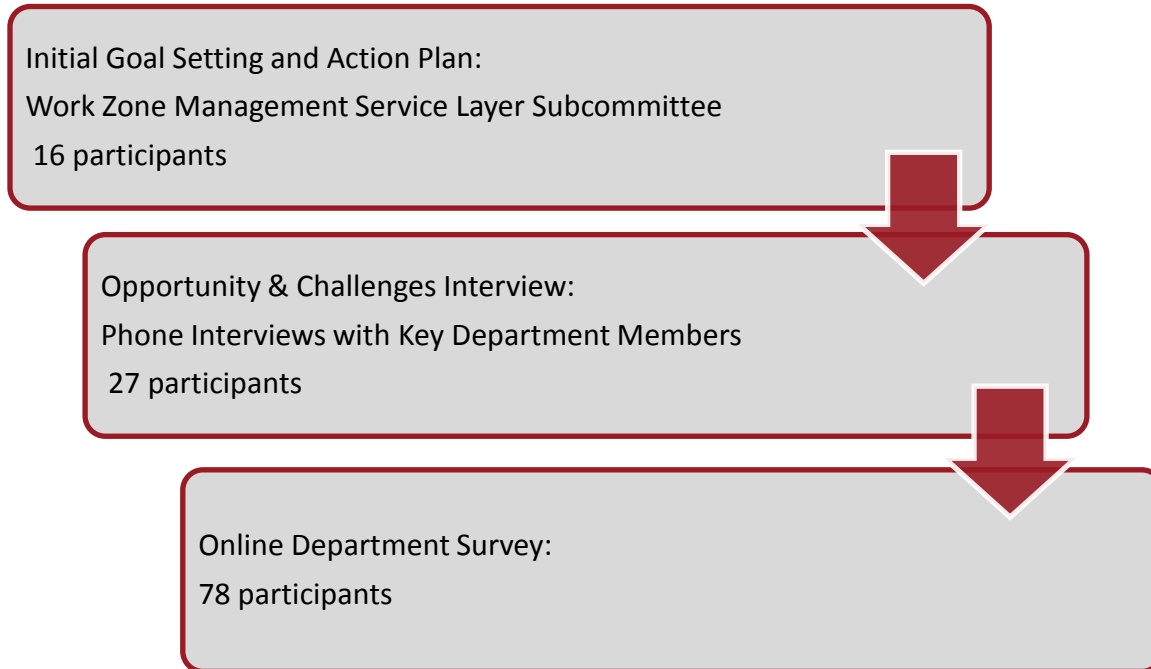 Initial Goal Setting and Action Plan:
Work Zone Management Service Layer Subcommittee
16 participants
Opportunity & Challenges Interview:
Phone Interviews with Key Department Members
27 participants
Online Department Survey:
78 participants